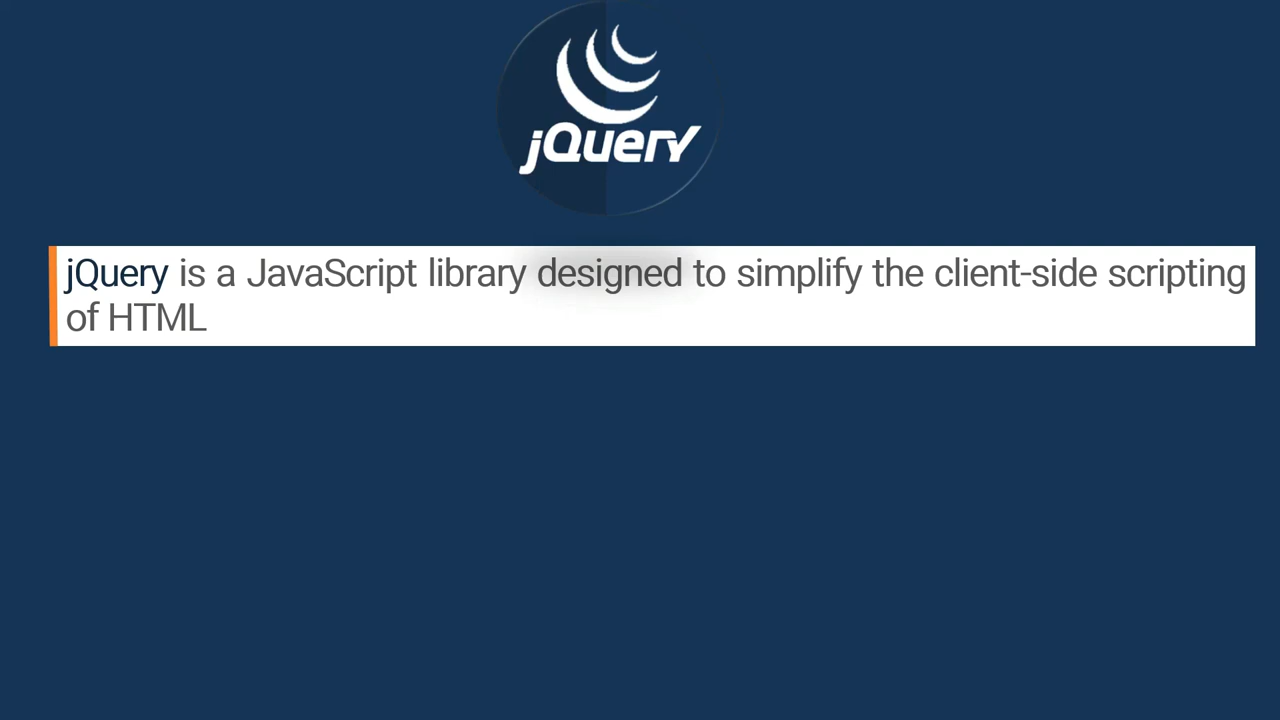 jQuery
jQuery is a JavaScript library designed to simplify the client-side scripting
of HTML